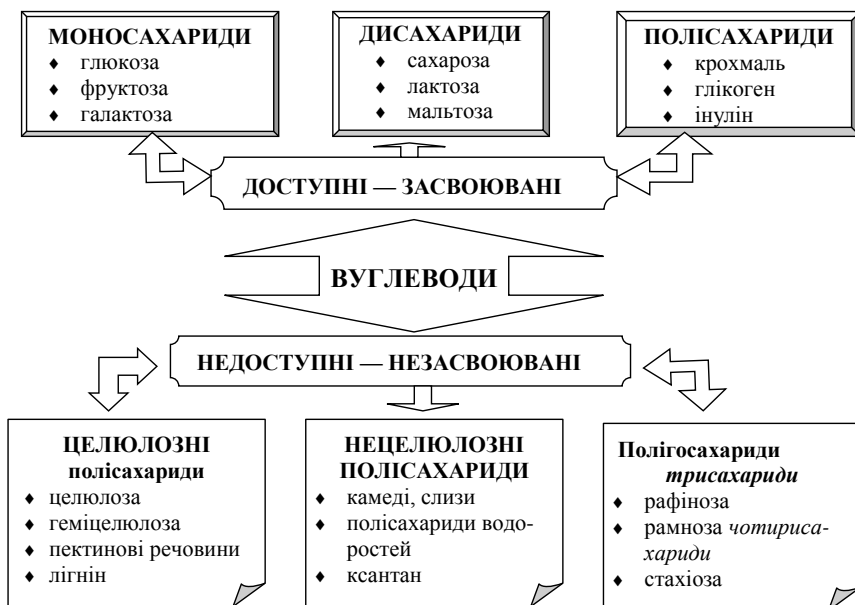 МОНОСАХАРИДИ
♦ глюкоза
♦ фруктоза
♦ галактоза
ДИСАХАРИДИ
♦ сахароза
♦ лактоза
♦ мальтоза
ПОЛІСАХАРИДИ
♦ крохмаль
♦ глікоген
♦ інулін
ДОСТУПНІ — ЗАСВОЮВАНІ
ВУГЛЕВОДИ
НЕДОСТУПНІ — НЕЗАСВОЮВАНІ
ЦЕЛЮЛОЗНІ
полісахариди
♦ целюлоза
♦ геміцелюлоза
♦ пектинові речовини
♦ лігнін
НЕЦЕЛЮЛОЗНІ
ПОЛІСАХАРИДИ
♦ камеді, слизи
♦ полісахариди водо-
ростей
♦ ксантан
Полігосахариди
трисахариди
♦ рафіноза
♦ рамноза чотириса-
хариди
♦ стахіоза